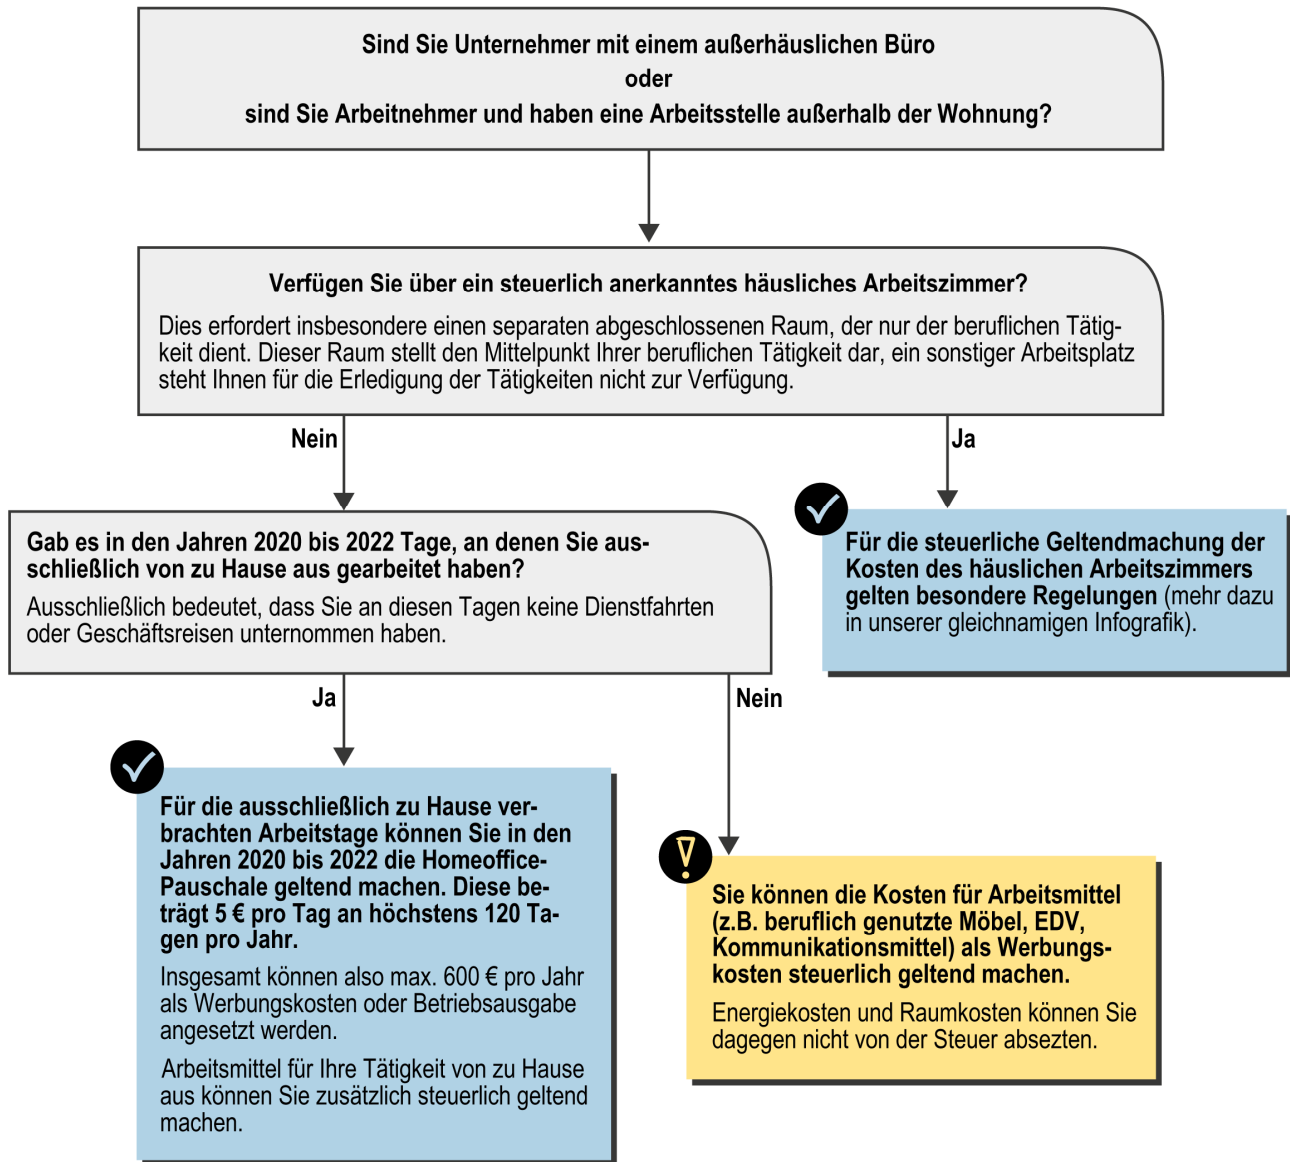 Sind Sie Unternehmer mit einem außerhäuslichen Büro
oder
sind Sie Arbeitnehmer und haben eine Arbeitsstelle außerhalb der Wohnung?
Verfügen Sie über ein steuerlich anerkanntes häusliches Arbeitszimmer?
Dies erfordert insbesondere einen separaten abgeschlossenen Raum, der nur der beruflichen Tätig-
keit dient. Dieser Raum stellt den Mittelpunkt Ihrer beruflichen Tätigkeit dar, ein sonstiger Arbeitsplatz
steht Ihnen für die Erledigung der Tätigkeiten nicht zur Verfügung.
Nein
Ja
Gab es in den Jahren 2020 bis 2022 Tage, an denen Sie aus-
schließlich von zu Hause aus gearbeitet haben?
Ausschließlich bedeutet, dass Sie an diesen Tagen keine Dienstfahrten
oder Geschäftsreisen unternommen haben.
Für die steuerliche Geltendmachung der
Kosten des häuslichen Arbeitszimmers
gelten besondere Regelungen (mehr dazu
in unserer gleichnamigen Infografik).
Ja
Nein
Für die ausschließlich zu Hause ver-
brachten Arbeitstage können Sie in den
Jahren 2020 bis 2022 die Homeoffice-
Pauschale geltend machen. Diese be-
trägt 5 € pro Tag an höchstens 120 Ta-
gen pro Jahr.
Insgesamt können also max. 600 € pro Jahr
als Werbungskosten oder Betriebsausgabe
angesetzt werden.
Arbeitsmittel für Ihre Tätigkeit von zu Hause
aus können Sie zusätzlich steuerlich geltend
machen.
Sie können die Kosten für Arbeitsmittel
(z.B. beruflich genutzte Möbel, EDV,
Kommunikationsmittel) als Werbungs-
kosten steuerlich geltend machen.
Energiekosten und Raumkosten können Sie
dagegen nicht von der Steuer absezten.